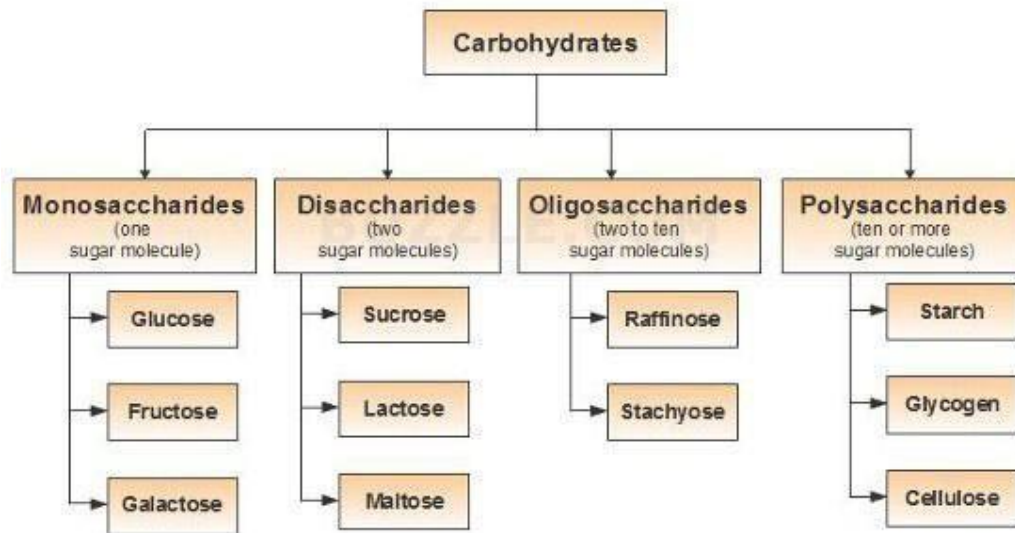 Carbohydrates
Monosaccharides
(one
sugar molecule)
Disaccharides
(two
sugar molecules)
Oligosaccharides
(two to ten
sugar molecules)
Polysaccharides
(ten or more
sugar molecules)
Glucose
Fructose
Galactose
Sucrose
Lactose
Maltose
Raffinose
Stachyose
Starch
Glycogen
Cellulose